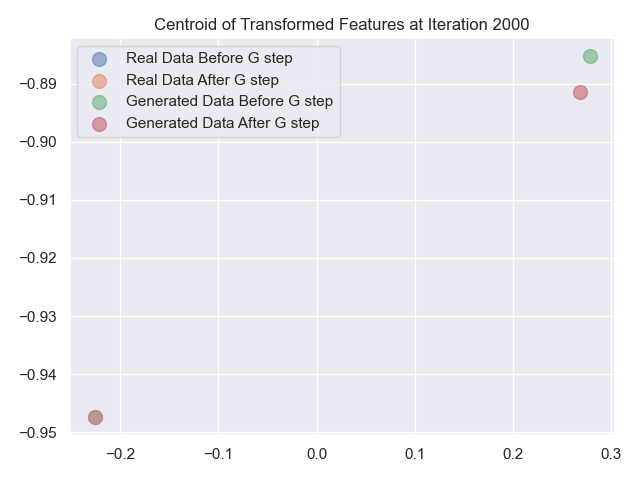 Centroid of Transformed Features at Iteration 2000
Real Data Before G step
Real Data After G step
Generated Data Before G step
Generated Data After G step
−0.89
−0.90
−0.91
−0.92
−0.93
−0.94
−0.95
−0.2 −0.1 0.0 0.1 0.2 0.3